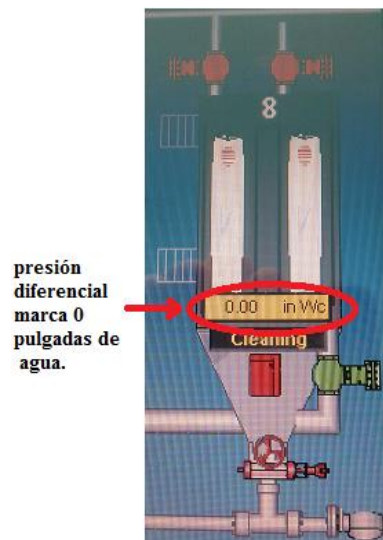 8
presión
diferencial
marca 0
pulgadas de
agua.
0.00 in Wc
Cleaning